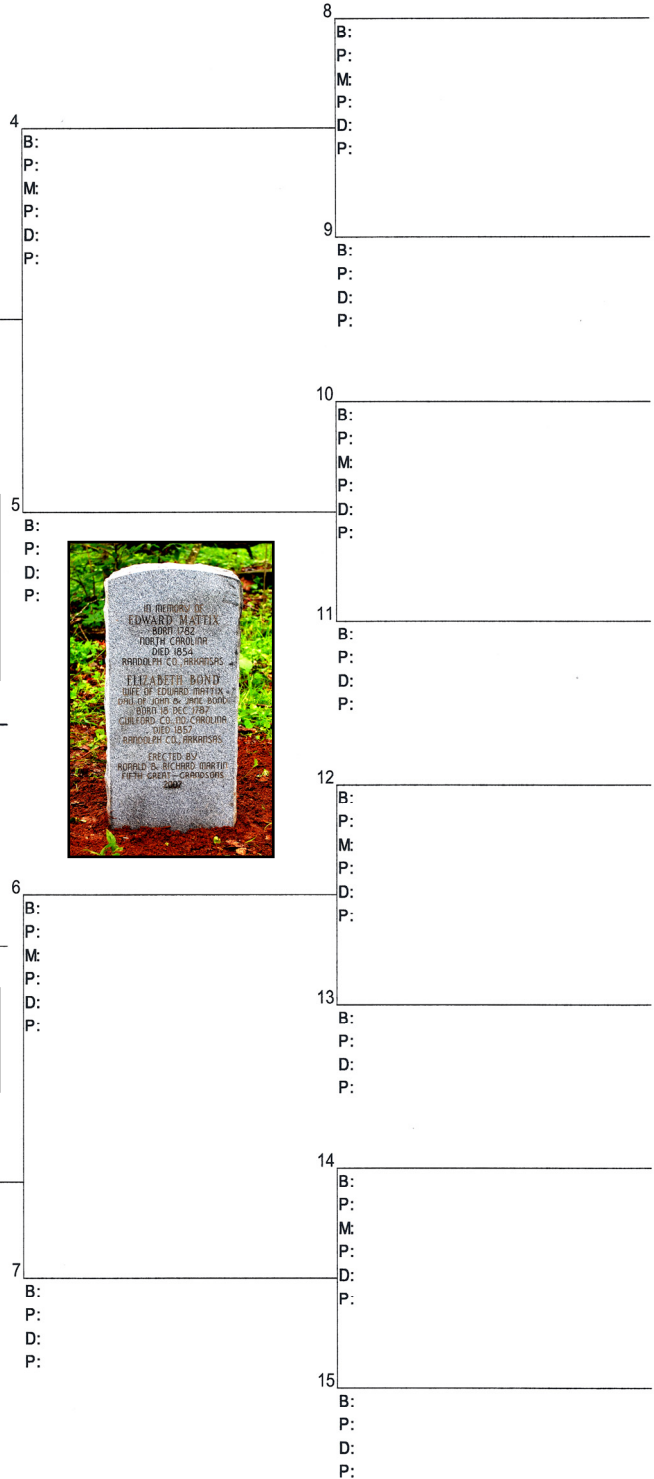 4
B:
P:
M:
P:
D:
P:
5
B:
P:
D:
P:
IN MEMORY OF
EDWARD MATTIX
BORN 1782
NORTH CAROLINA
DIED 1854
RANDOLPH CO., ARKANSAS
ELIZABETH BOND
WIFE OF EDWARD MATTIX
DAU OF JOHN & JANE BOND
BORN 18 DEC 1787
GUILFORD CO. NO. CAROLINA
DIED 1857
RANDOLPH CO., ARKANSAS
ERECTED BY
RONALD & RICHARD MARTIN
FIFTH GREAT-GRANDSONS
2007
6
B:
P:
M:
P:
D:
P:
7
B:
P:
D:
P:
8
B:
P:
M:
P:
D:
P:
9
B:
P:
D:
P:
10
B:
P:
M:
P:
D:
P:
11
B:
P:
D:
P:
12
B:
P:
M:
P:
D:
P:
13
B:
P:
D:
P:
14
B:
P:
M:
P:
D:
P:
15
B:
P:
D:
P: